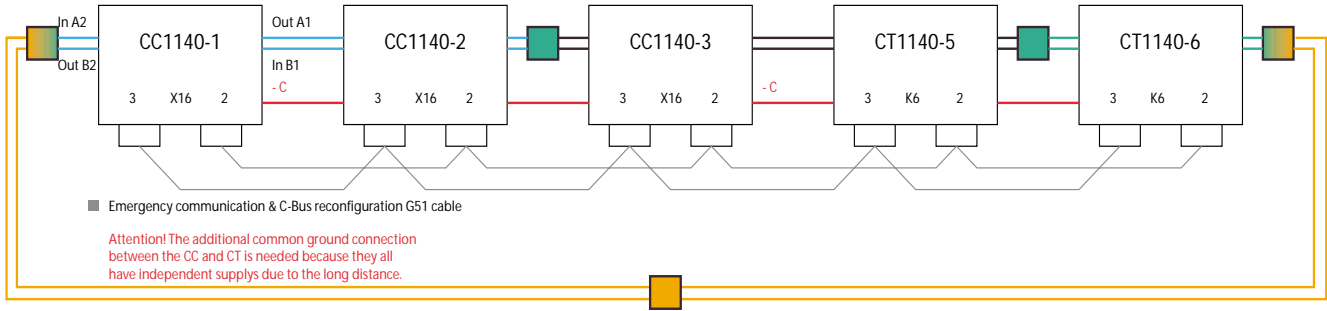 In A2
Out B2
CC1140-1
3 X16 2
Out A1
In B1
- C
CC1140-2
3 X16 2
CC1140-3
3 X16 2
- C
CT1140-5
3 K6 2
CT1140-6
3 K6 2
Emergency communication & C-Bus reconfiguration G51 cable
Attention! The additional common ground connection
between the CC and CT is needed because they all
have independent supplys due to the long distance.